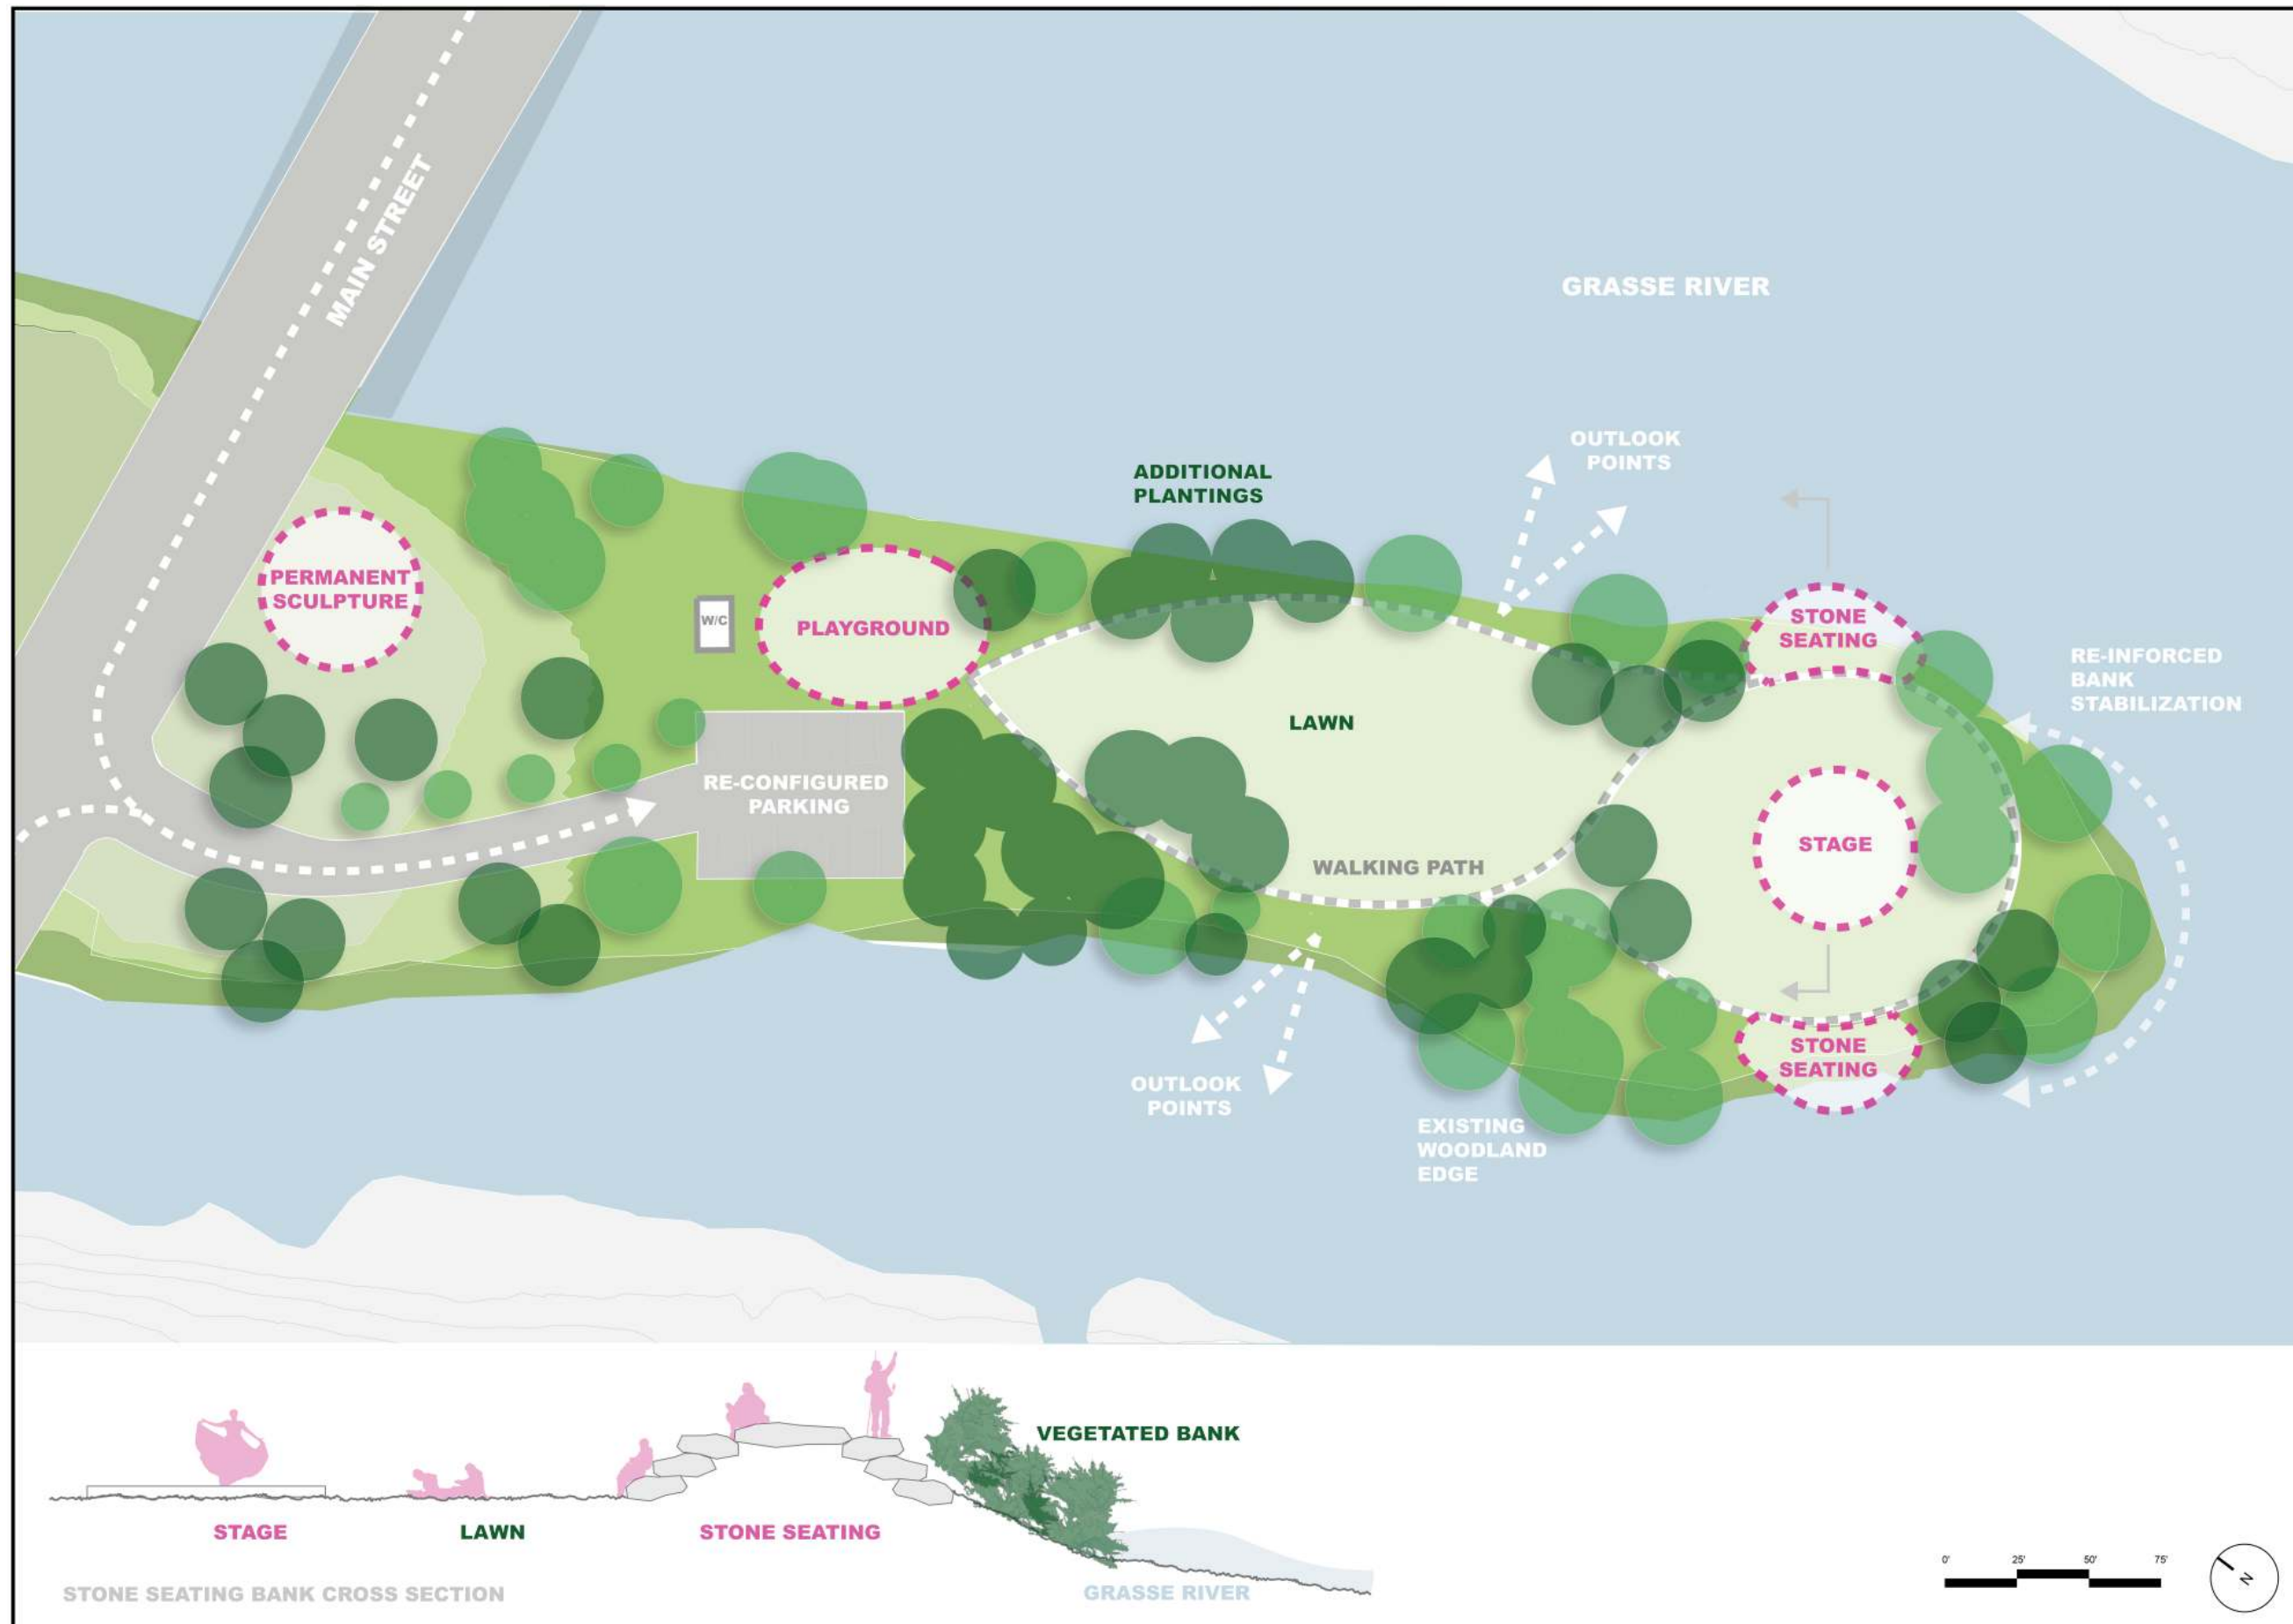 MAIN STREET
GRASSE RIVER
OUTLOOK
POINTS
ADDITIONAL
PLANTINGS
PERMANENT
SCULPTURE
W/C
PLAYGROUND
STONE
SEATING
RE-INFORCED
BANK
STABILIZATION
LAWN
RE-CONFIGURED
PARKING
WALKING PATH
STAGE
STONE
SEATING
OUTLOOK
POINTS
EXISTING
WOODLAND
EDGE
VEGETATED BANK
STAGE
LAWN
STONE SEATING
GRASSE RIVER
STONE SEATING BANK CROSS SECTION
0' 25' 50' 75'
N